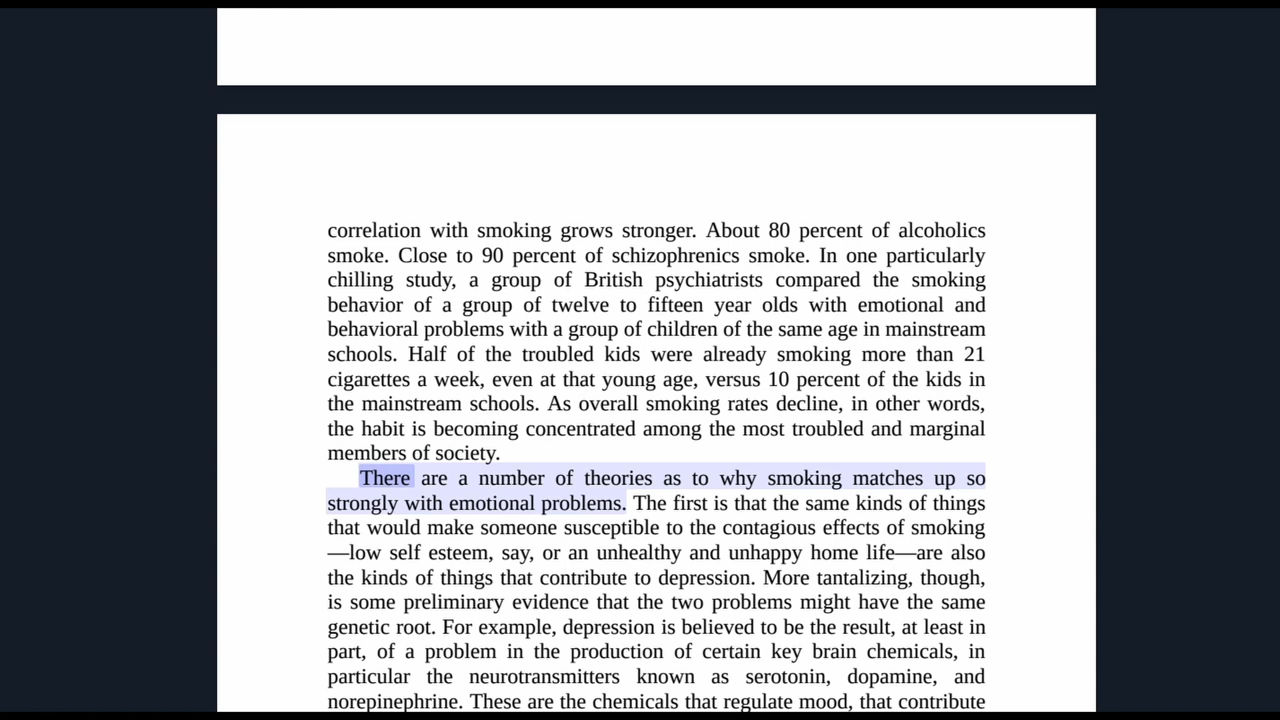 correlation with smoking grows stronger. About 80 percent of alcoholics
smoke. Close to 90 percent of schizophrenics smoke. In one particularly
chilling study, a group of British psychiatrists compared the smoking
behavior of a group of twelve to fifteen year olds with emotional and
behavioral problems with a group of children of the same age in mainstream
schools. Half of the troubled kids were already smoking more than 21
cigarettes a week, even at that young age, versus 10 percent of the kids in
the mainstream schools. As overall smoking rates decline, in other words,
the habit is becoming concentrated among the most troubled and marginal
members of society.
There are a number of theories as to why smoking matches up so
strongly with emotional problems. The first is that the same kinds of things
that would make someone susceptible to the contagious effects of smoking
—low self esteem, say, or an unhealthy and unhappy home life—are also
the kinds of things that contribute to depression. More tantalizing, though,
is some preliminary evidence that the two problems might have the same
genetic root. For example, depression is believed to be the result, at least in
part, of a problem in the production of certain key brain chemicals, in
particular the neurotransmitters known as serotonin, dopamine, and
norepinephrine. These are the chemicals that regulate mood, that contribute